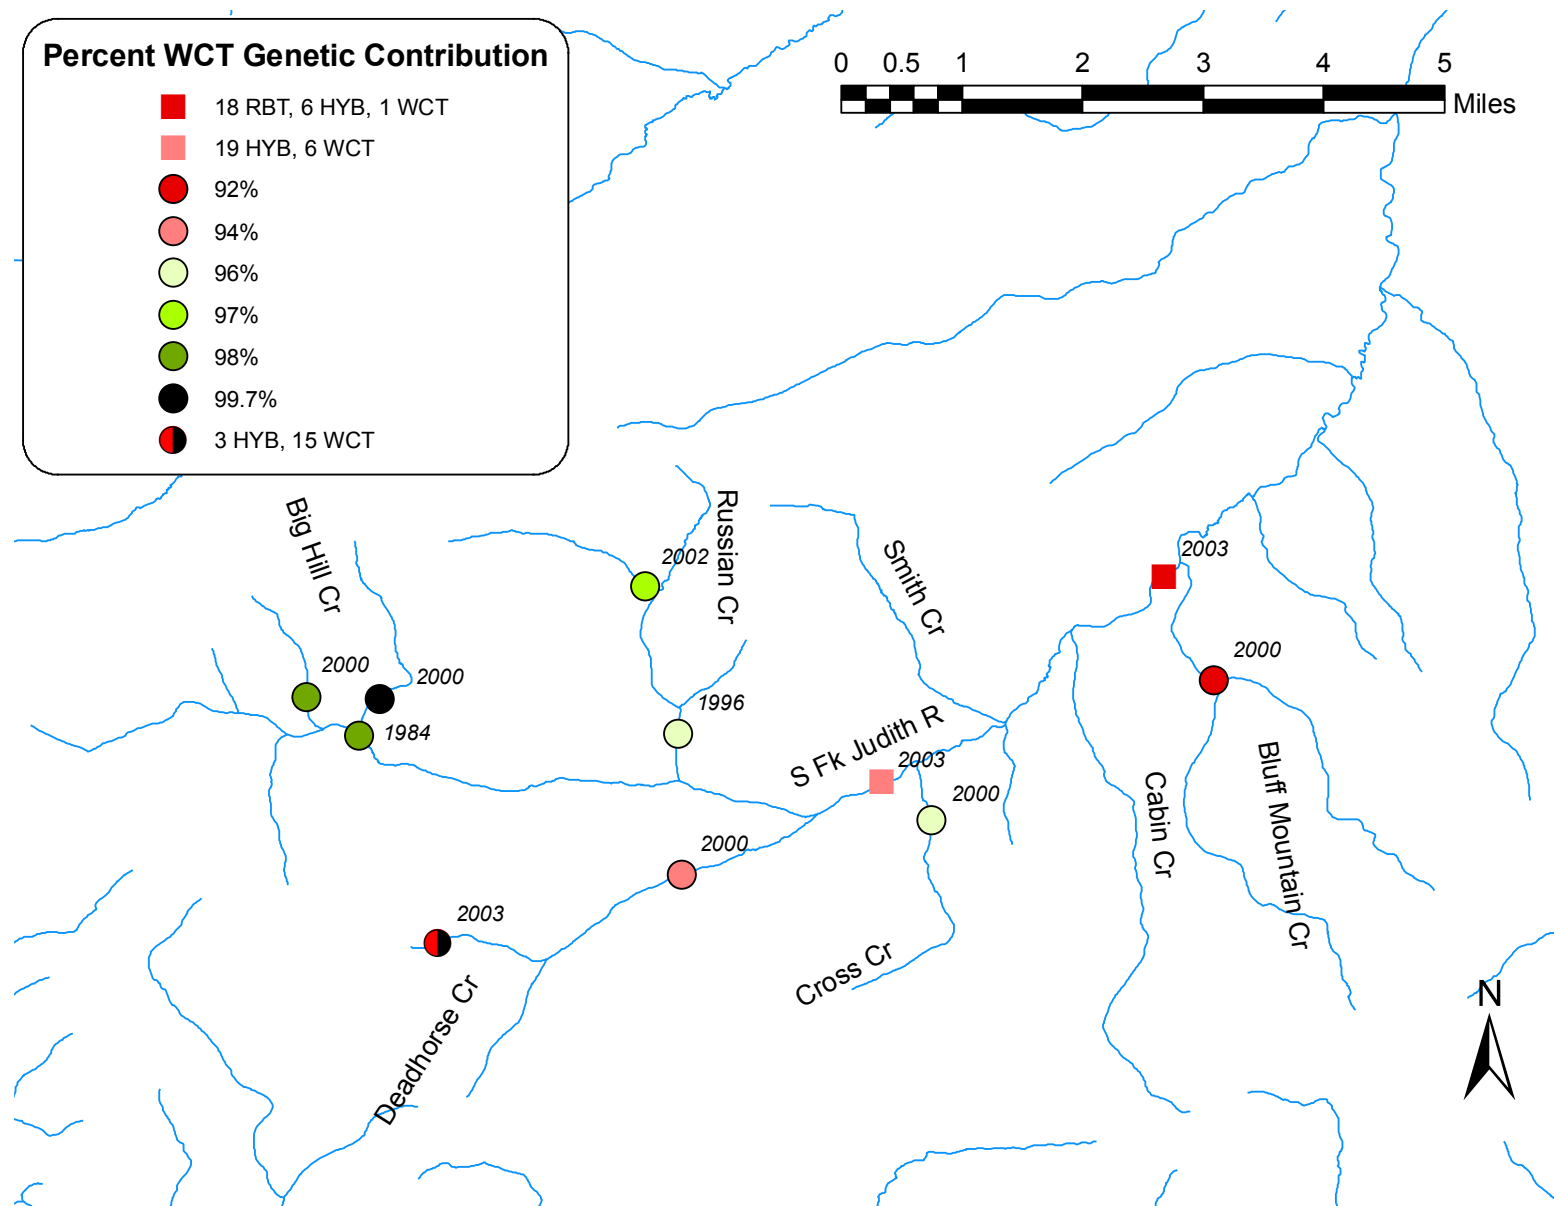 Percent WCT Genetic Contribution
18 RBT, 6 HYB, 1 WCT
19 HYB, 6 WCT
92%
94%
96%
97%
98%
99.7%
3 HYB, 15 WCT
0 0.5 1 2 3 4 5
Miles
Big Hill Cr
Russian Cr
2002
Smith Cr
2003
2000
2000
2000
1984
1996
S Fk Judith R
2003
2000
Cabin Cr
Bluff Mountain Cr
2000
2003
Cross Cr
Deadhorse Cr
N